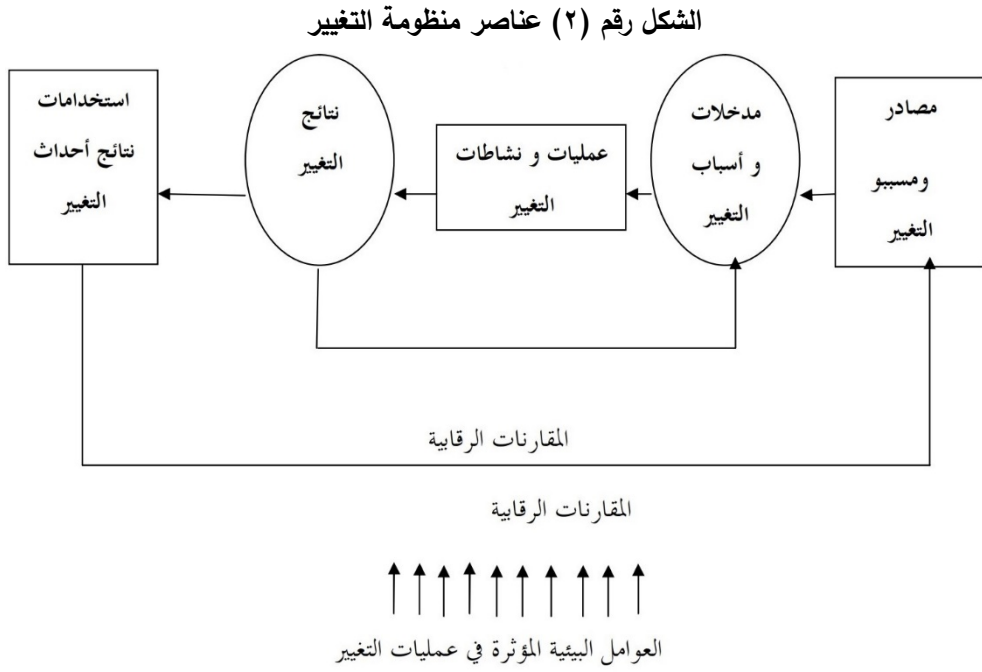 الشكل رقم (٢) عناصر منظومة التغيير
مصادر
ومسببو
التغيير
مدخلات
و أسباب
التغيير
عمليات و نشاطات
التغيير
نتائج
التغيير
استخدامات
نتائج أحداث
التغيير
المقارنات الرقابية
المقارنات الرقابية
العوامل البيئية المؤثرة في عمليات التغيير